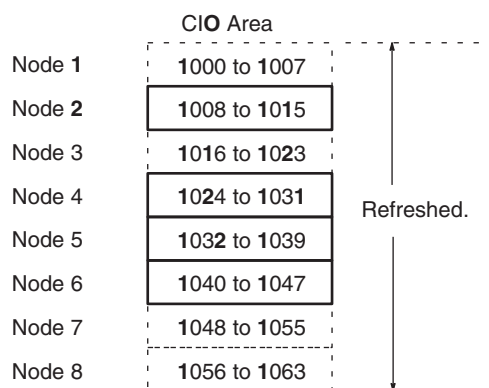 CIO Area
Node 1 1000 to 1007
Node 2 1008 to 1015
Node 3 1016 to 1023
Node 4 1024 to 1031
Refreshed.
Node 5 1032 to 1039
Node 6 1040 to 1047
Node 7 1048 to 1055
Node 8 1056 to 1063